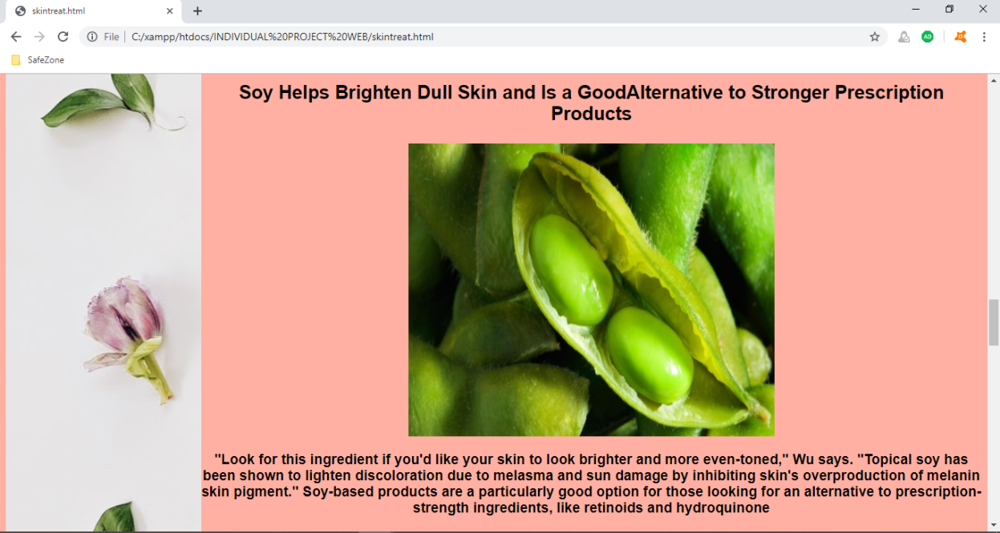 skintreat.html
File | C:/xampp/htdocs/INDIVIDUAL%20PROJECT%20WEB/skintreat.html
AD
SafeZone
Soy Helps Brighten Dull Skin and Is a GoodAlternative to Stronger Prescription
Products
"Look for this ingredient if you'd like your skin to look brighter and more even-toned," Wu says. "Topical soy has
been shown to lighten discoloration due to melasma and sun damage by inhibiting skin's overproduction of melanin
skin pigment." Soy-based products are a particularly good option for those looking for an alternative to prescription-
strength ingredients, like retinoids and hydroquinone